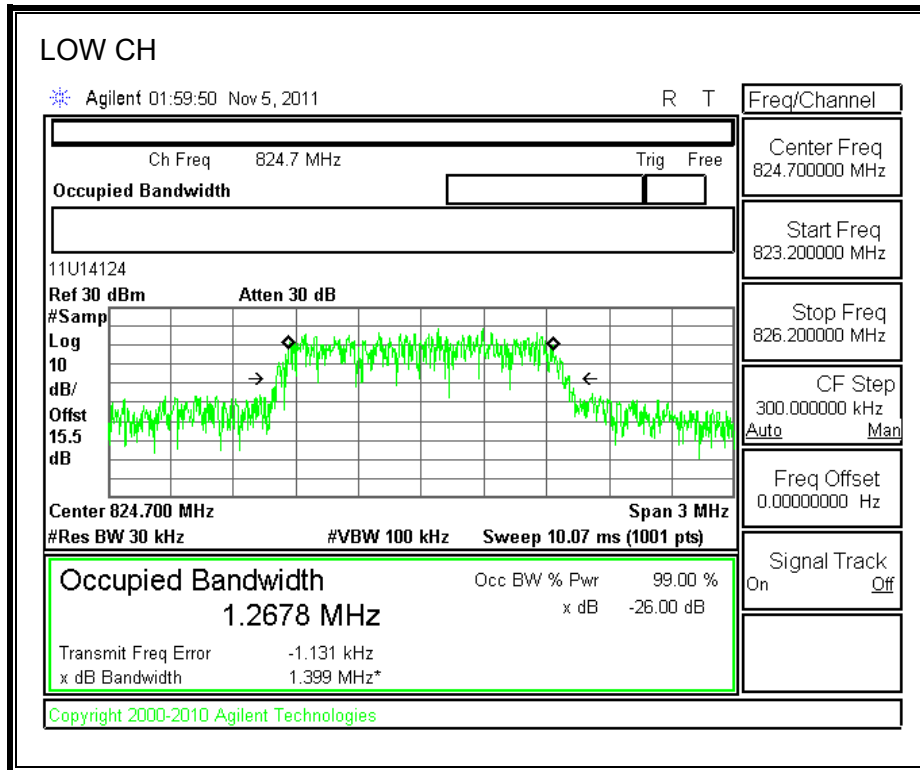 LOW CH
Agilent 01:59:50 Nov 5, 2011 R T
Freq/Channel
Ch Freq 824.7 MHz Trig Free
Occupied Bandwidth
Center Freq
824.700000 MHz
Start Freq
823.200000 MHz
Stop Freq
826.200000 MHz
CF Step
300.000000 kHz
Auto Man
Freq Offset
0.00000000 Hz
Signal Track
On Off
11U14124
Ref 30 dBm Atten 30 dB
#Samp
Log
10
dB/
Offst
15.5
dB
Center 824.700 MHz Span 3 MHz
#Res BW 30 kHz #VBW 100 kHz Sweep 10.07 ms (1001 pts)
Occupied Bandwidth
1.2678 MHz
Occ BW % Pwr 99.00 %
x dB -26.00 dB
Transmit Freq Error -1.131 kHz
x dB Bandwidth 1.399 MHz*
Copyright 2000-2010 Agilent Technologies